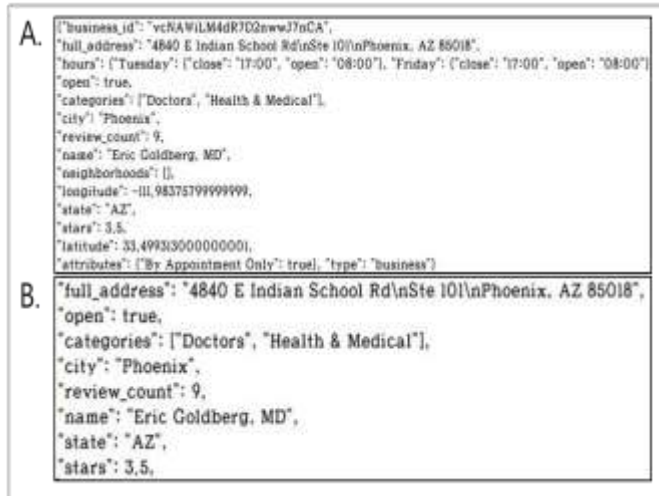 A.
{"business_id": "vcNAWiLM4dR7D2nwwJ7nCA",
"full_address": "4840 E Indian School Rd\nSte 101\nPhoenix, AZ 85018",
"hours": {"Tuesday": {"close": "17:00", "open": "08:00"}, "Friday": {"close": "17:00", "open": "08:00"}
"open": true,
"categories": ["Doctors", "Health & Medical"],
"city": "Phoenix",
"review_count": 9,
"name": "Eric Goldberg, MD",
"neighborhoods": [],
"longitude": -111.98375799999999,
"state": "AZ",
"stars": 3.5,
"latitude": 33.499313000000001,
"attributes": {"By Appointment Only": true}, "type": "business"}
B.
"full_address": "4840 E Indian School Rd\nSte 101\nPhoenix, AZ 85018",
"open": true,
"categories": ["Doctors", "Health & Medical"],
"city": "Phoenix",
"review_count": 9,
"name": "Eric Goldberg, MD",
"state": "AZ",
"stars": 3.5,